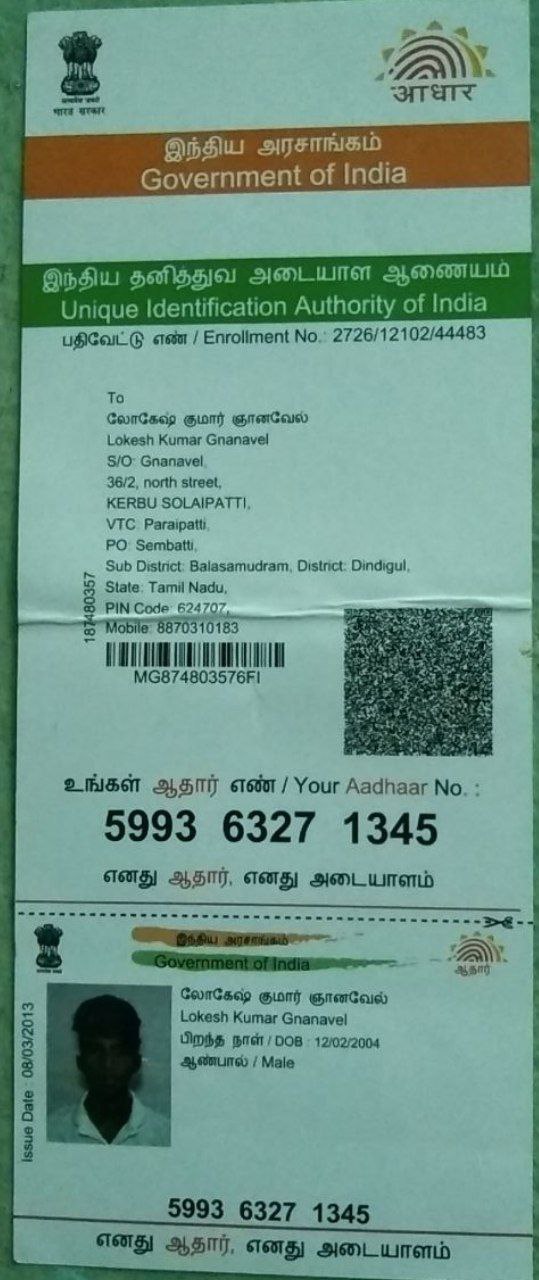 भारत सरकार
आधार
இந்திய அரசாங்கம்
Government of India
இந்திய தனித்துவ அடையாள ஆணையம்
Unique Identification Authority of India
பதிவேட்டு எண் / Enrollment No.: 2726/12102/44483
To
லோகேஷ் குமார் ஞானவேல்
Lokesh Kumar Gnanavel
S/O: Gnanavel,
36/2, north street,
KERBU SOLAIPATTI,
VTC: Paraipatti,
PO: Sembatti,
Sub District: Balasamudram, District: Dindigul,
State: Tamil Nadu,
PIN Code: 624707,
Mobile: 8870310183
187480357
MG874803576FI
உங்கள் ஆதார் எண் / Your Aadhaar No. :
5993 6327 1345
எனது ஆதார், எனது அடையாளம்
இந்திய அரசாங்கம்
Government of India
ஆதார்
லோகேஷ் குமார் ஞானவேல்
Lokesh Kumar Gnanavel
பிறந்த நாள் / DOB : 12/02/2004
ஆண்பால் / Male
Issue Date : 08/03/2013
5993 6327 1345
எனது ஆதார், எனது அடையாளம்